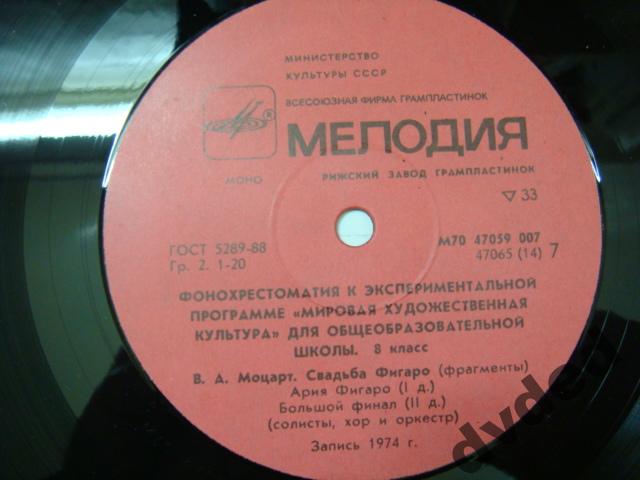 МИНИСТЕРСТВО
КУЛЬТУРЫ СССР
ВСЕСОЮЗНАЯ ФИРМА ГРАМПЛАСТИНОК
®
МЕЛОДИЯ
МОНО
РИЖСКИЙ ЗАВОД ГРАМПЛАСТИНОК
▽ 33
ГОСТ 5289-88
Гр. 2. 1-20
М70 47059 007
47065 (14) 7
ФОНОХРЕСТОМАТИЯ К ЭКСПЕРИМЕНТАЛЬНОЙ
ПРОГРАММЕ «МИРОВАЯ ХУДОЖЕСТВЕННАЯ
КУЛЬТУРА» ДЛЯ ОБЩЕОБРАЗОВАТЕЛЬНОЙ
ШКОЛЫ. 8 класс
В. А. Моцарт. Свадьба Фигаро (фрагменты)
Ария Фигаро (I д.)
Большой финал (II д.)
(солисты, хор и оркестр)
Запись 1974 г.